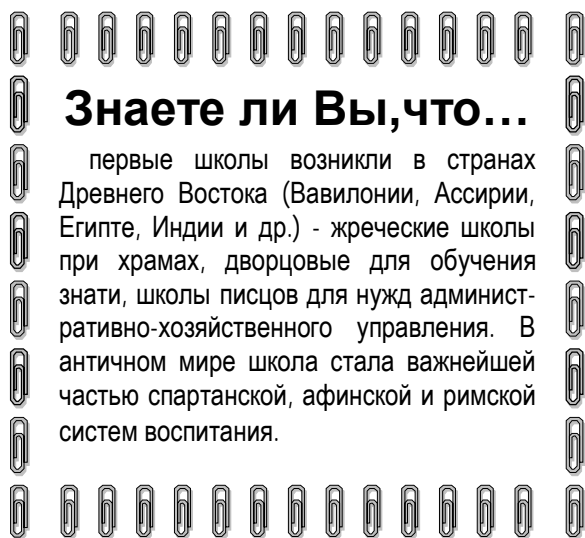 Знаете ли Вы,что...
первые школы возникли в странах
Древнего Востока (Вавилонии, Ассирии,
Египте, Индии и др.) - жреческие школы
при храмах, дворцовые для обучения
знати, школы писцов для нужд админист-
ративно-хозяйственного управления. В
античном мире школа стала важнейшей
частью спартанской, афинской и римской
систем воспитания.